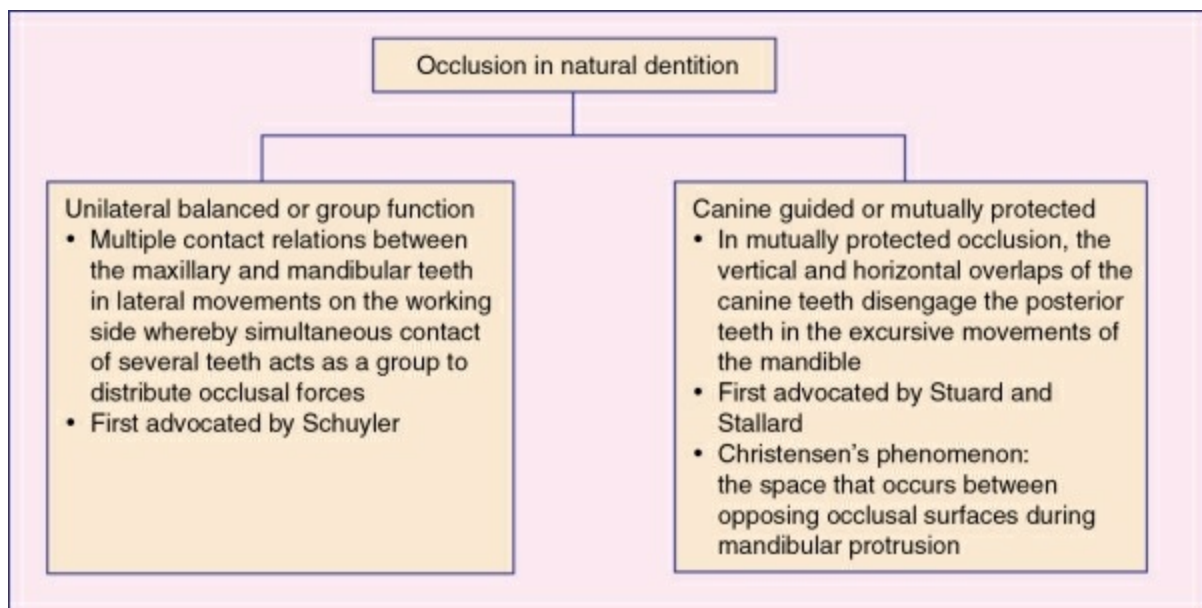 Occlusion in natural dentition
Unilateral balanced or group function
• Multiple contact relations between
the maxillary and mandibular teeth
in lateral movements on the working
side whereby simultaneous contact
of several teeth acts as a group to
distribute occlusal forces
• First advocated by Schuyler
Canine guided or mutually protected
• In mutually protected occlusion, the
vertical and horizontal overlaps of the
canine teeth disengage the posterior
teeth in the excursive movements of
the mandible
• First advocated by Stuard and
Stallard
• Christensen's phenomenon:
the space that occurs between
opposing occlusal surfaces during
mandibular protrusion